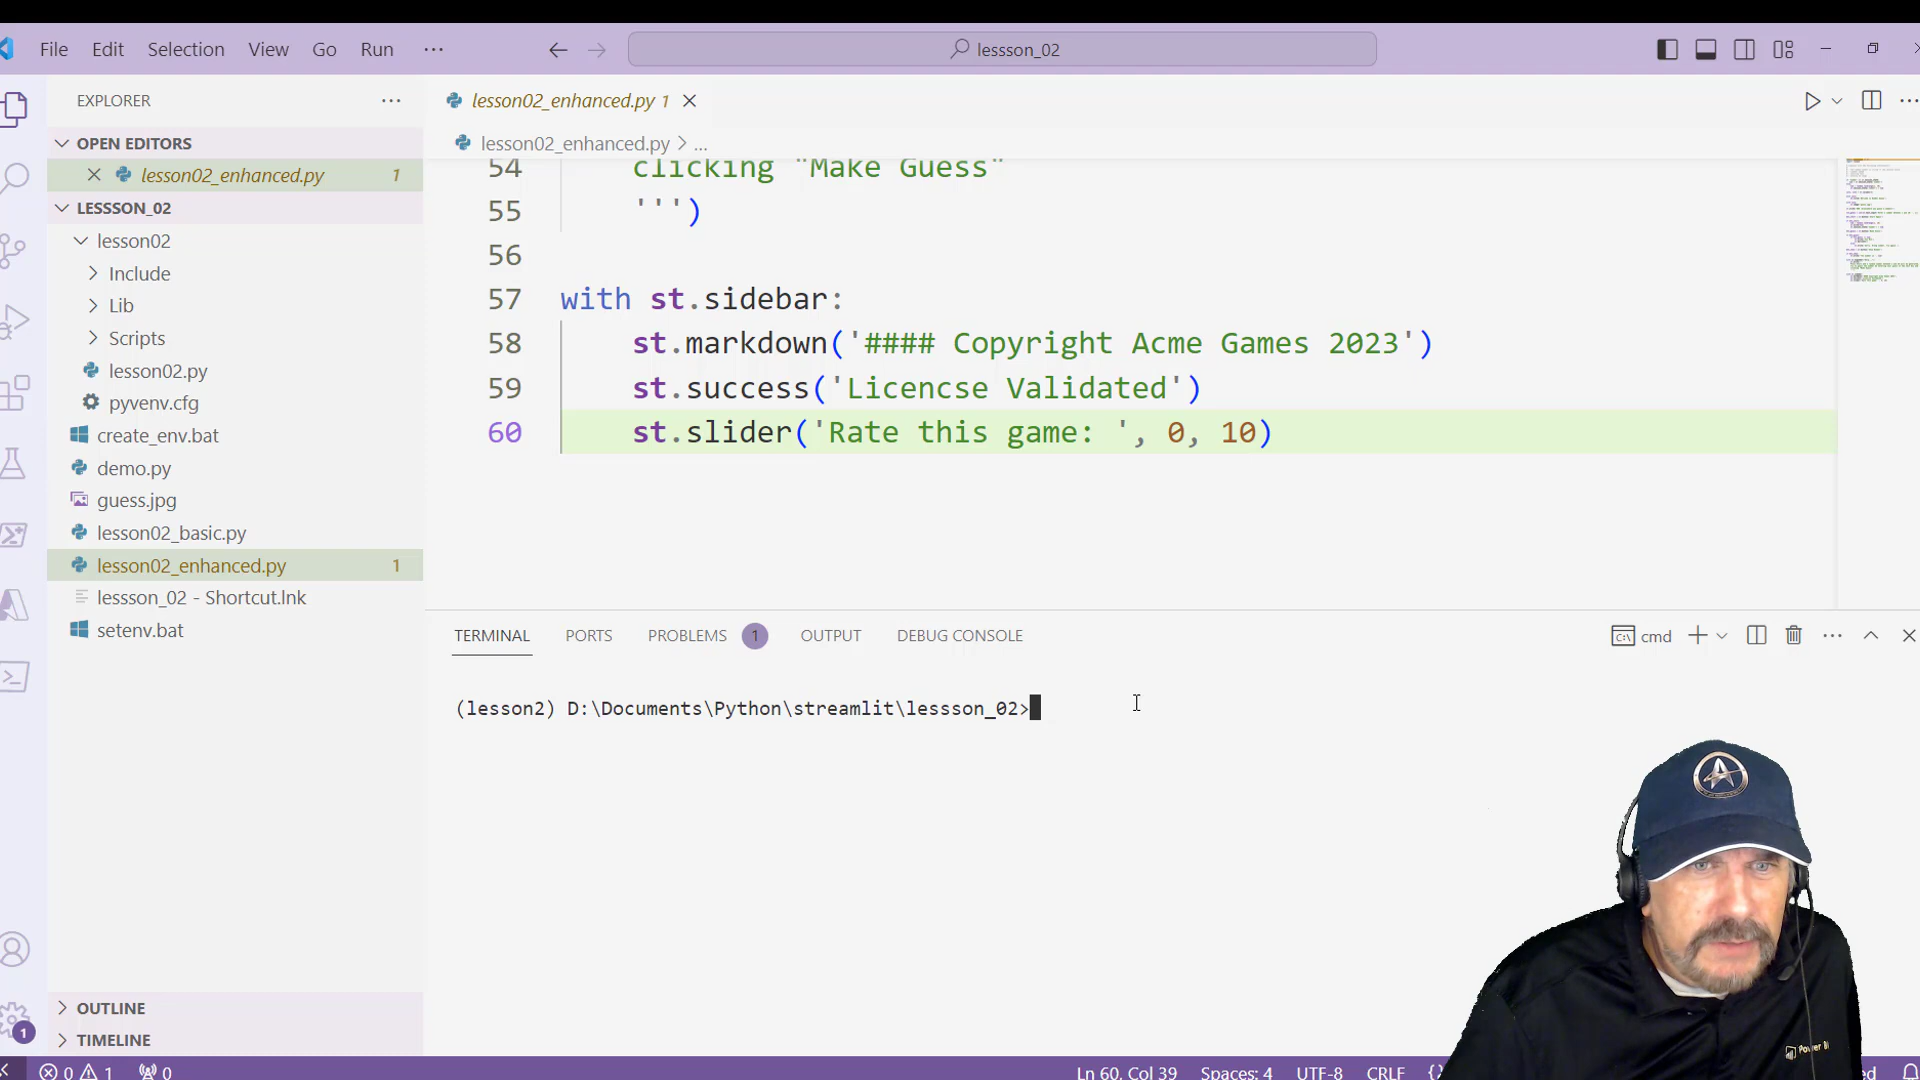 File Edit Selection View Go Run ··· lessson_02
EXPLORER ···
OPEN EDITORS
lesson02_enhanced.py 1
LESSSON_02
lesson02
Include
Lib
Scripts
lesson02.py
pyvenv.cfg
create_env.bat
demo.py
guess.jpg
lesson02_basic.py
lesson02_enhanced.py 1
lessson_02 - Shortcut.lnk
setenv.bat
OUTLINE
TIMELINE
1
lesson02_enhanced.py 1
lesson02_enhanced.py > ...
54 clicking "Make Guess"
55 ''')
56
57 with st.sidebar:
58 st.markdown('#### Copyright Acme Games 2023')
59 st.success('Licencse Validated')
60 st.slider('Rate this game: ', 0, 10)
TERMINAL PORTS PROBLEMS 1 OUTPUT DEBUG CONSOLE cmd
(lesson2) D:\Documents\Python\streamlit\lessson_02>
Power BI
0 1 0 Ln 60, Col 39 Spaces: 4 UTF-8 CRLF